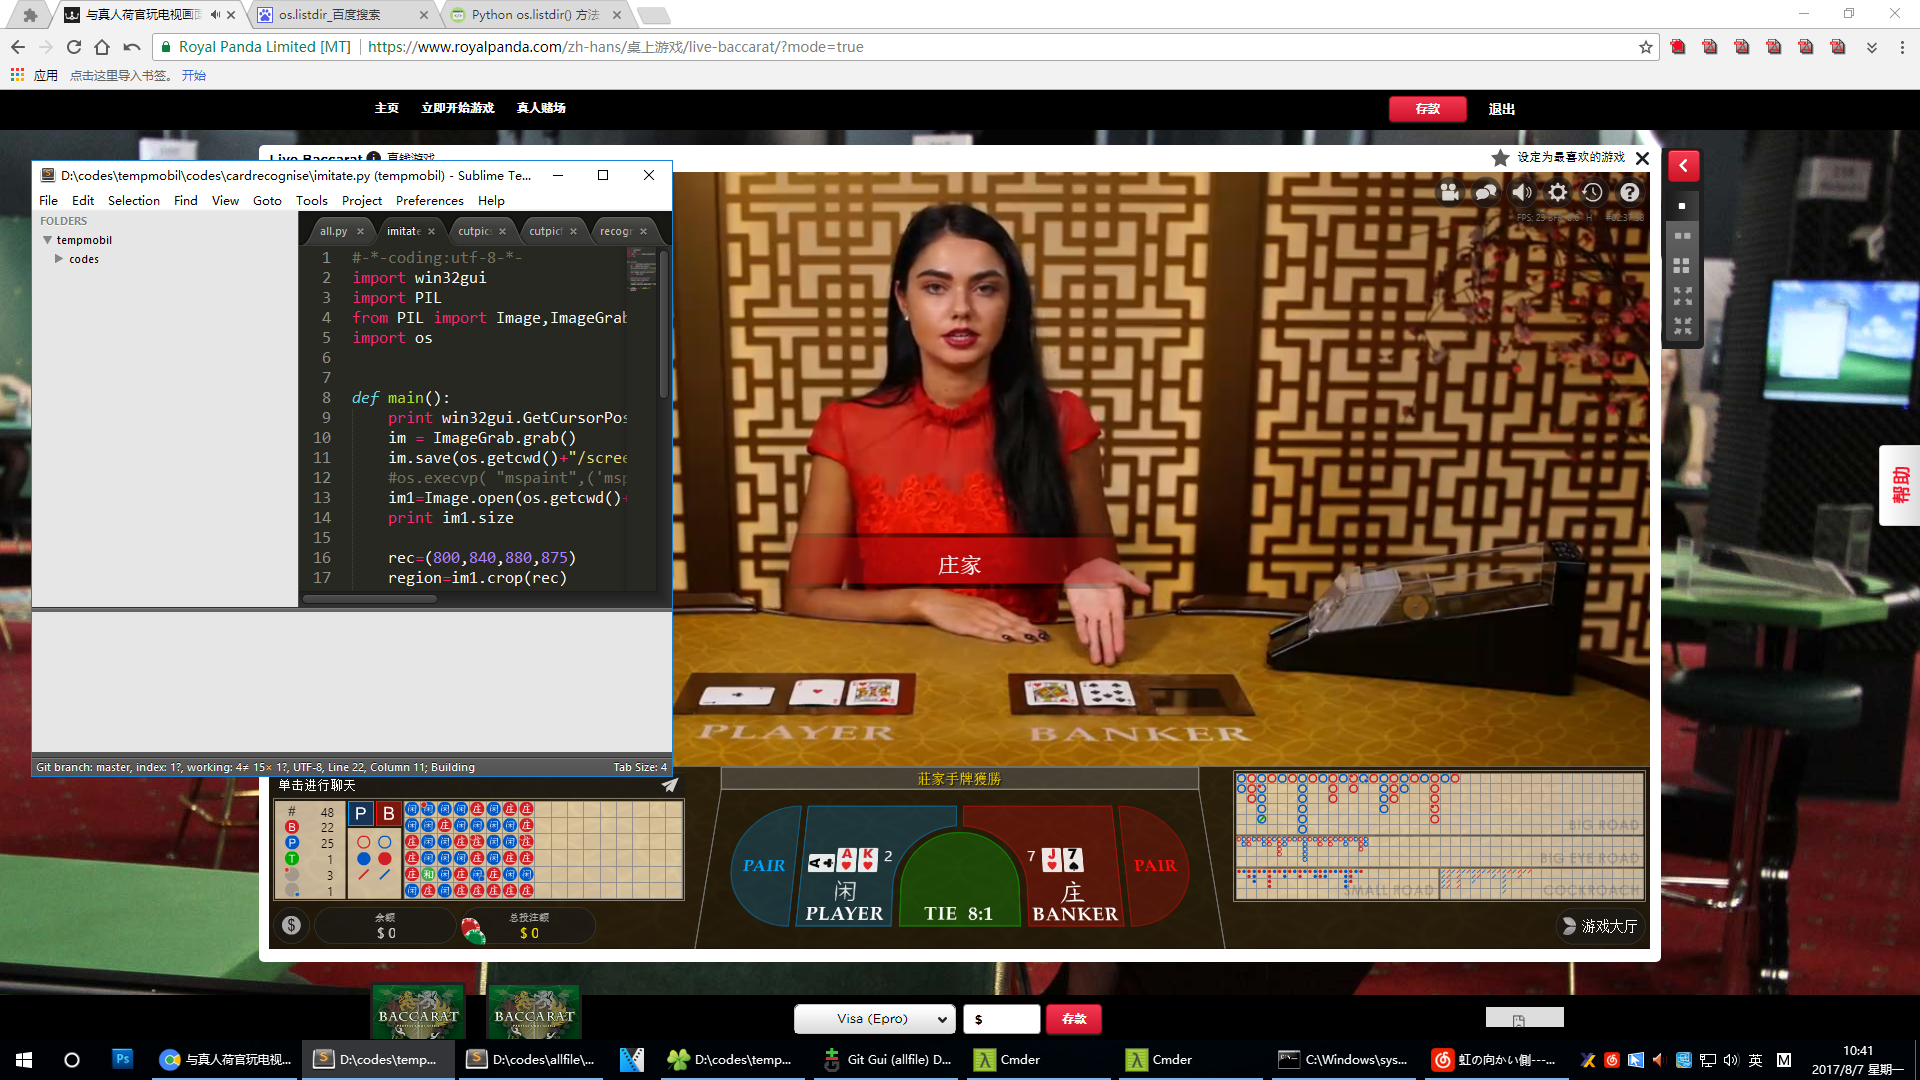 与真人荷官玩电视画面
os.listdir_百度搜索
Python os.listdir() 方法
Royal Panda Limited [MT]
https://www.royalpanda.com/zh-hans/桌上游戏/live-baccarat/?mode=true
应用
点击这里导入书签。
开始
主页
立即开始游戏
真人赌场
存款
退出
Live Baccarat
真钱游戏
设定为最喜欢的游戏
D:\codes\tempmobil\codes\cardrecognise\imitate.py (tempmobil) - Sublime Te...
File Edit Selection Find View Goto Tools Project Preferences Help
FOLDERS
tempmobil
codes
all.py
imitate
cutpic
cutpic
recogr
1 #-*-coding:utf-8-*-
2 import win32gui
3 import PIL
4 from PIL import Image,ImageGrab
5 import os
6
7
8 def main():
9 print win32gui.GetCursorPos
10 im = ImageGrab.grab()
11 im.save(os.getcwd()+"/scree
12 #os.execvp( "mspaint",('msp
13 im1=Image.open(os.getcwd()+
14 print im1.size
15
16 rec=(800,840,880,875)
17 region=im1.crop(rec)
Git branch: master, index: 1?, working: 4≠ 15× 1?, UTF-8, Line 22, Column 11; Building
Tab Size: 4
庄家
PLAYER
BANKER
帮助
单击进行聊天
莊家手牌獲勝
# 48
B 22
P 25
T 1
3
1
P B
PAIR
A A K 2
闲
PLAYER
TIE 8:1
7 J 7
庄
BANKER
PAIR
BIG ROAD
BIG EYE ROAD
SMALL ROAD
COCKROACH
余额
$ 0
总投注额
$ 0
游戏大厅
BACCARAT
BACCARAT
Visa (Epro)
$
存款
Ps
与真人荷官玩电视...
D:\codes\temp...
D:\codes\allfile\...
D:\codes\temp...
Git Gui (allfile) D...
Cmder
Cmder
C:\Windows\sys...
虹の向かい側---...
英
M
10:41
2017/8/7 星期一